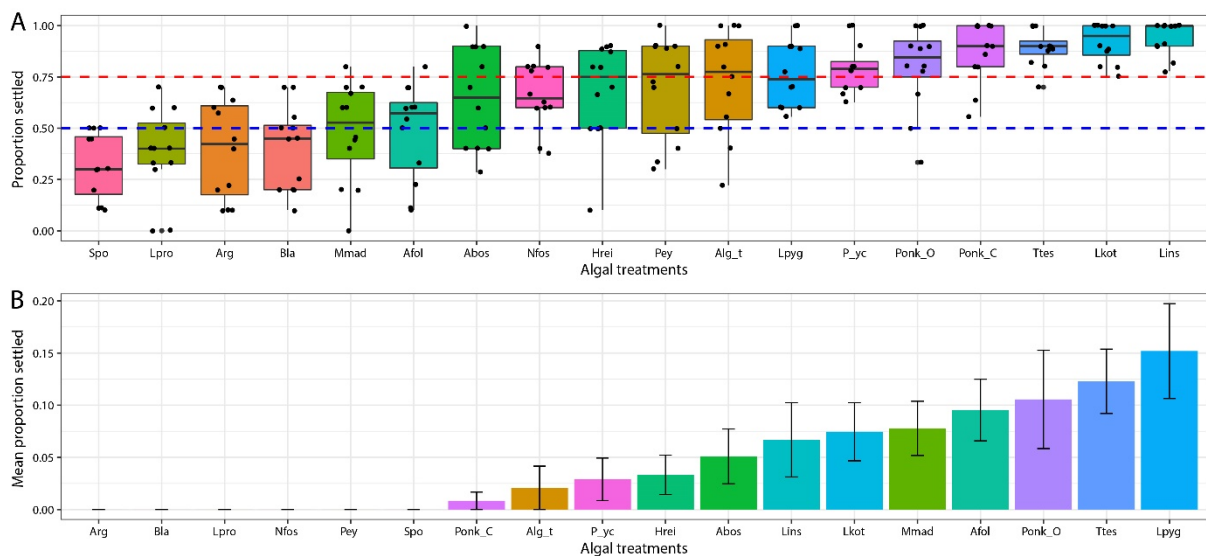 A
Proportion settled
1.00
0.75
0.50
0.25
0.00
Spo Lpro Arg Bla Mmad Afol Abos Nfos Hrei Pey Alg_t Lpyg P_yc Ponk_O Ponk_C Ttes Lkot Lins
Algal treatments
B
Mean proportion settled
0.20
0.15
0.10
0.05
0.00
Arg Bla Lpro Nfos Pey Spo Ponk_C Alg_t P_yc Hrei Abos Lins Lkot Mmad Afol Ponk_O Ttes Lpyg
Algal treatments